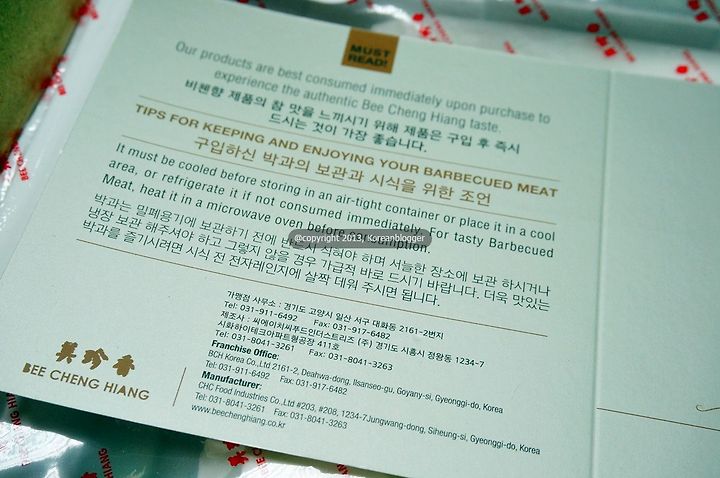 MUST
READ!
Our products are best consumed immediately upon purchase to
experience the authentic Bee Cheng Hiang taste.
비첸향 제품의 참 맛을 느끼시기 위해 제품은 구입 후 즉시
드시는 것이 가장 좋습니다.
TIPS FOR KEEPING AND ENJOYING YOUR BARBECUED MEAT
구입하신 박과의 보관과 시식을 위한 조언
It must be cooled before storing in an air-tight container or place it in a cool
area, or refrigerate it if not consumed immediately. For tasty Barbecued
Meat, heat it in a microwave oven before consumption.
박과는 밀폐용기에 보관하기 전에 반드시 식혀야 하며 서늘한 장소에 보관 하시거나
냉장 보관 해주셔야 하고 그렇지 않을 경우 가급적 바로 드시기 바랍니다. 더욱 맛있는
박과를 즐기시려면 시식 전 전자레인지에 살짝 데워 주시면 됩니다.
@copyright 2013, Koreanblogger
가맹점 사무소 : 경기도 고양시 일산 서구 대화동 2161-2번지
Tel: 031-911-6492 Fax: 031-917-6482
제조사 : 씨에이치씨푸드인더스트리즈 (주) 경기도 시흥시 정왕동 1234-7
시화하이테크아파트형공장 411호
Tel: 031-8041-3261 Fax: 031-8041-3263
Franchise Office:
BCH Korea Co.,Ltd 2161-2, Deahwa-dong, Ilsanseo-gu, Goyany-si, Gyeonggi-do, Korea
Tel: 031-911-6492 Fax: 031-917-6482
Manufacturer:
CHC Food Industries Co.,Ltd #203, #208, 1234-7Jungwang-dong, Siheung-si, Gyeonggi-do, Korea
Tel: 031-8041-3261 Fax: 031-8041-3263
www.beechenghiang.co.kr
美珍香
BEE CHENG HIANG